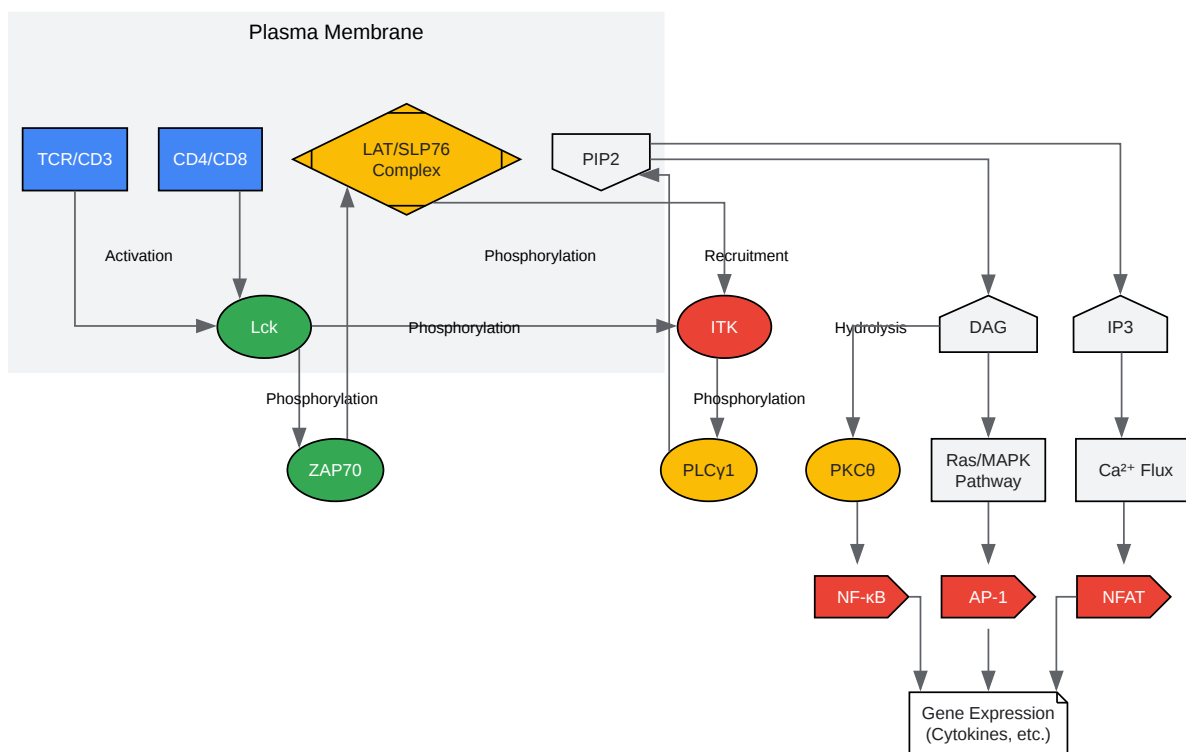 Plasma Membrane
TCR/CD3
CD4/CD8
LAT/SLP76
Complex
PIP2
Activation
Phosphorylation
Recruitment
Lck
Phosphorylation
ITK
Hydrolysis
DAG
IP3
Phosphorylation
Phosphorylation
ZAP70
PLCγ1
PKCθ
Ras/MAPK
Pathway
Ca²⁺ Flux
NF-κB
AP-1
NFAT
Gene Expression
(Cytokines, etc.)